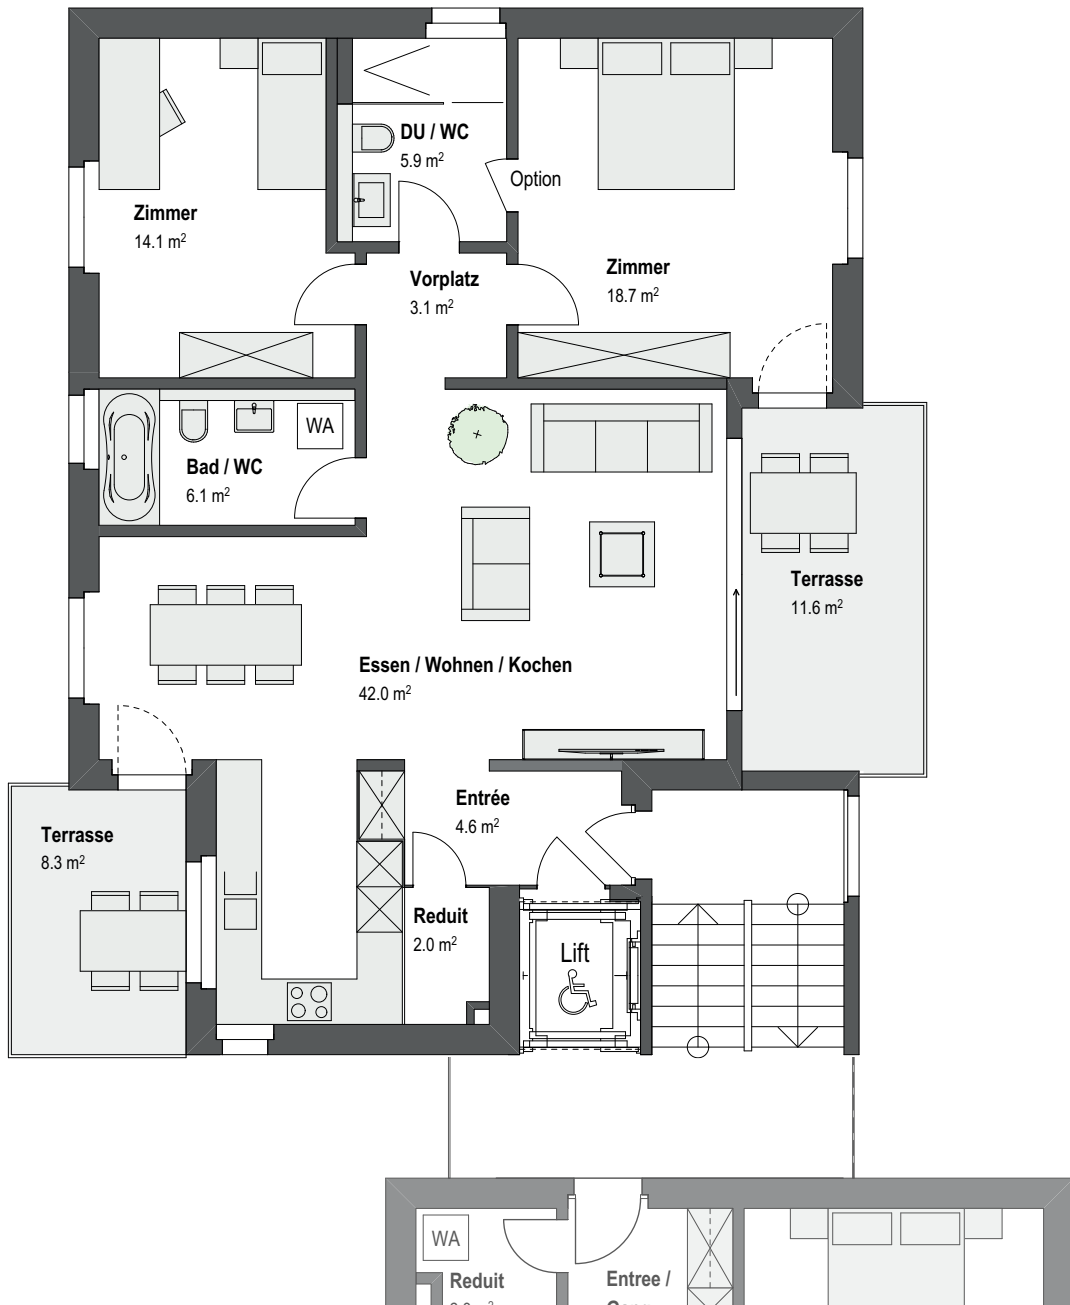 DU / WC
5.9 m²
Option
Zimmer
14.1 m²
Vorplatz
3.1 m²
Zimmer
18.7 m²
WA
Bad / WC
6.1 m²
Terrasse
11.6 m²
Essen / Wohnen / Kochen
42.0 m²
Entrée
4.6 m²
Terrasse
8.3 m²
Reduit
2.0 m²
Lift
WA
Reduit
Entree /